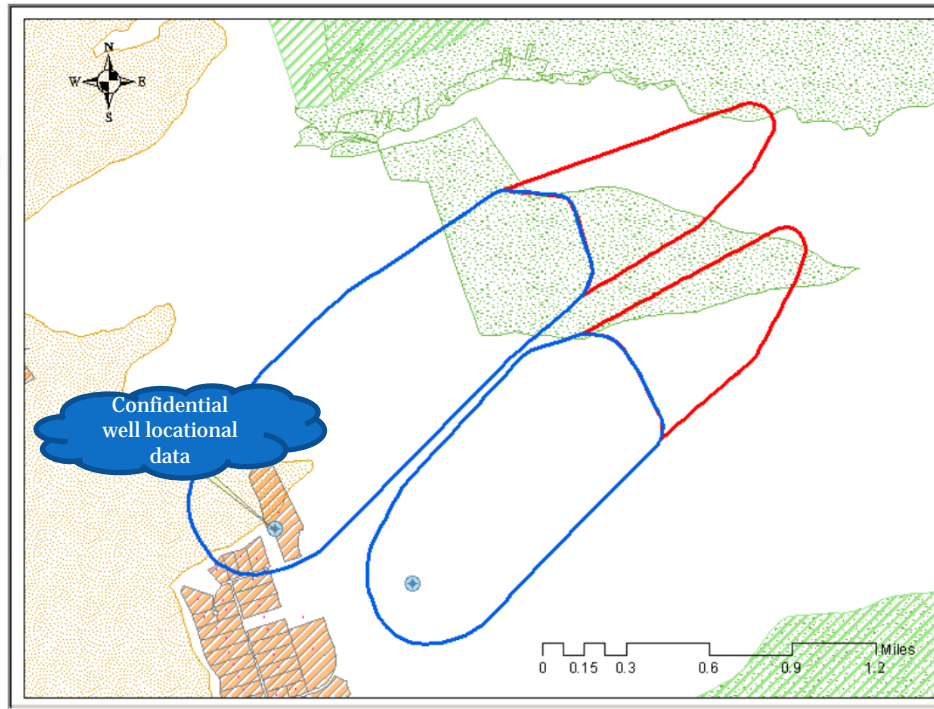 N
W E
S
Confidential
well locational
data
Miles
0 0.15 0.3 0.6 0.9 1.2